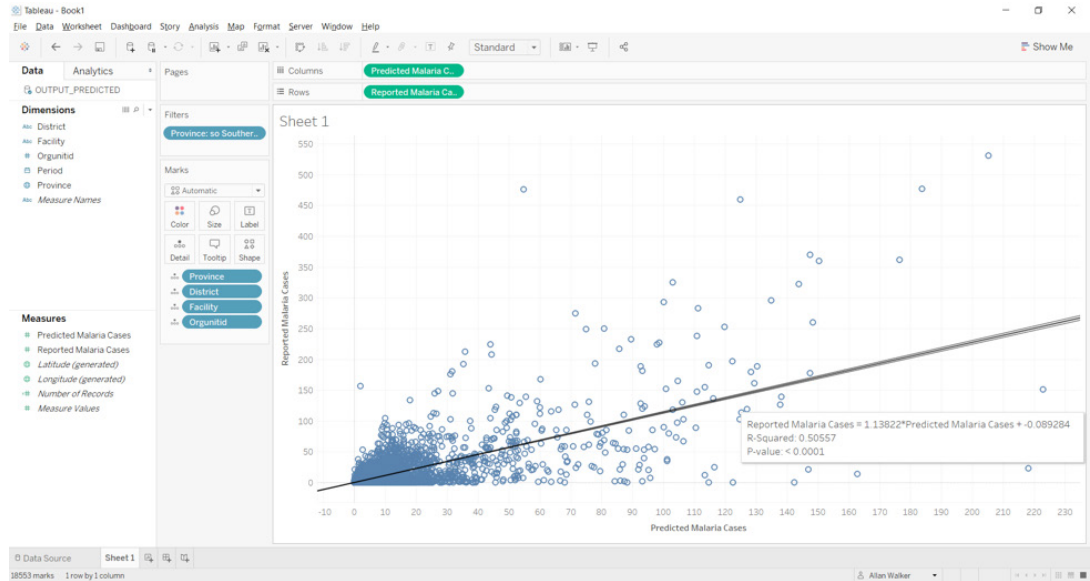 Tableau - Book1
File Data Worksheet Dashboard Story Analysis Map Format Server Window Help
Standard
Show Me
Data Analytics
OUTPUT_PREDICTED
Dimensions
Abc District
Abc Facility
# Orgunitid
Period
Province
Abc Measure Names
Measures
# Predicted Malaria Cases
# Reported Malaria Cases
Latitude (generated)
Longitude (generated)
=# Number of Records
# Measure Values
Pages
Filters
Province: so Souther..
Marks
Automatic
Color Size Label
Detail Tooltip Shape
Province
District
Facility
Orgunitid
Columns Predicted Malaria C..
Rows Reported Malaria Ca..
Sheet 1
Reported Malaria Cases
550
500
450
400
350
300
250
200
150
100
50
0
-10 0 10 20 30 40 50 60 70 80 90 100 110 120 130 140 150 160 170 180 190 200 210 220 230
Predicted Malaria Cases
Reported Malaria Cases = 1.13822*Predicted Malaria Cases + -0.089284
R-Squared: 0.50557
P-value: < 0.0001
Data Source Sheet 1
18553 marks 1 row by 1 column
Allan Walker